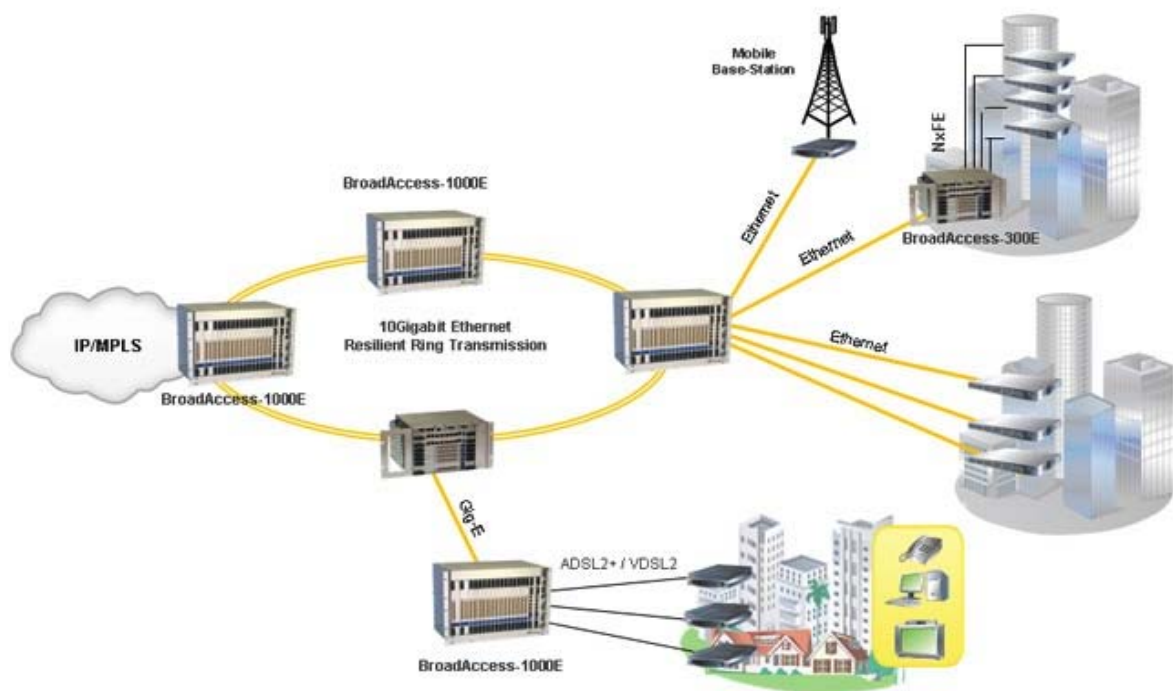 Mobile
Base-Station
NxFE
BroadAccess-1000E
Ethernet
Ethernet
BroadAccess-300E
10Gigabit Ethernet
Resilient Ring Transmission
IP/MPLS
Ethernet
BroadAccess-1000E
Gig-E
ADSL2+ / VDSL2
BroadAccess-1000E